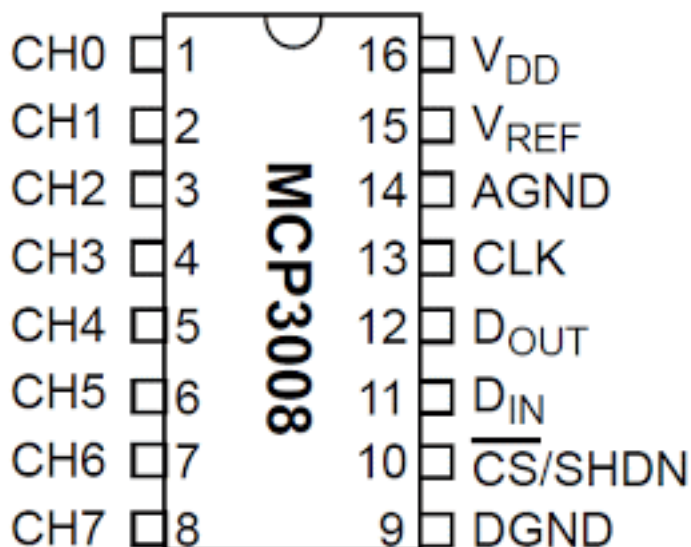 CH0 1 16 VDD
CH1 2 15 VREF
CH2 3 14 AGND
CH3 4 13 CLK
CH4 5 12 DOUT
CH5 6 11 DIN
CH6 7 10 CS/SHDN
CH7 8 9 DGND
MCP3008